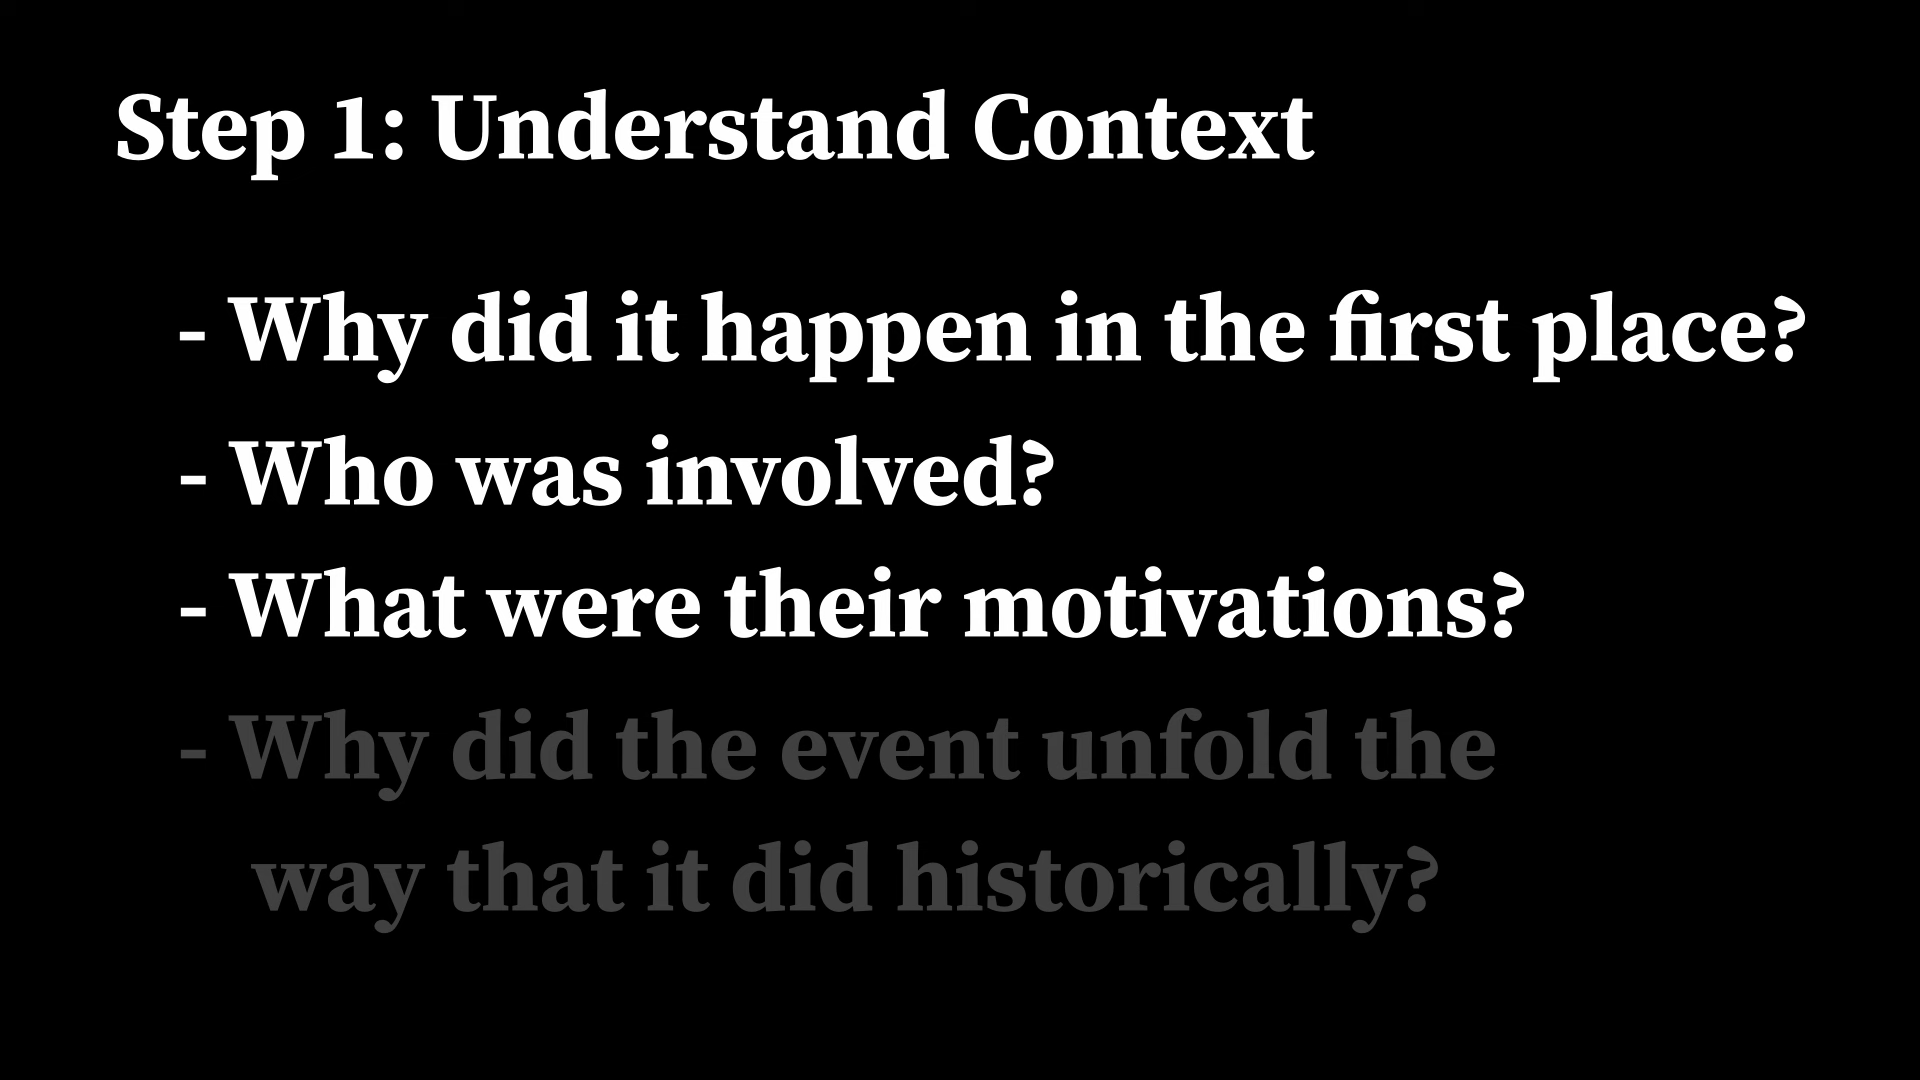 Step 1: Understand Context
- Why did it happen in the first place?
- Who was involved?
- What were their motivations?
- Why did the event unfold the
way that it did historically?